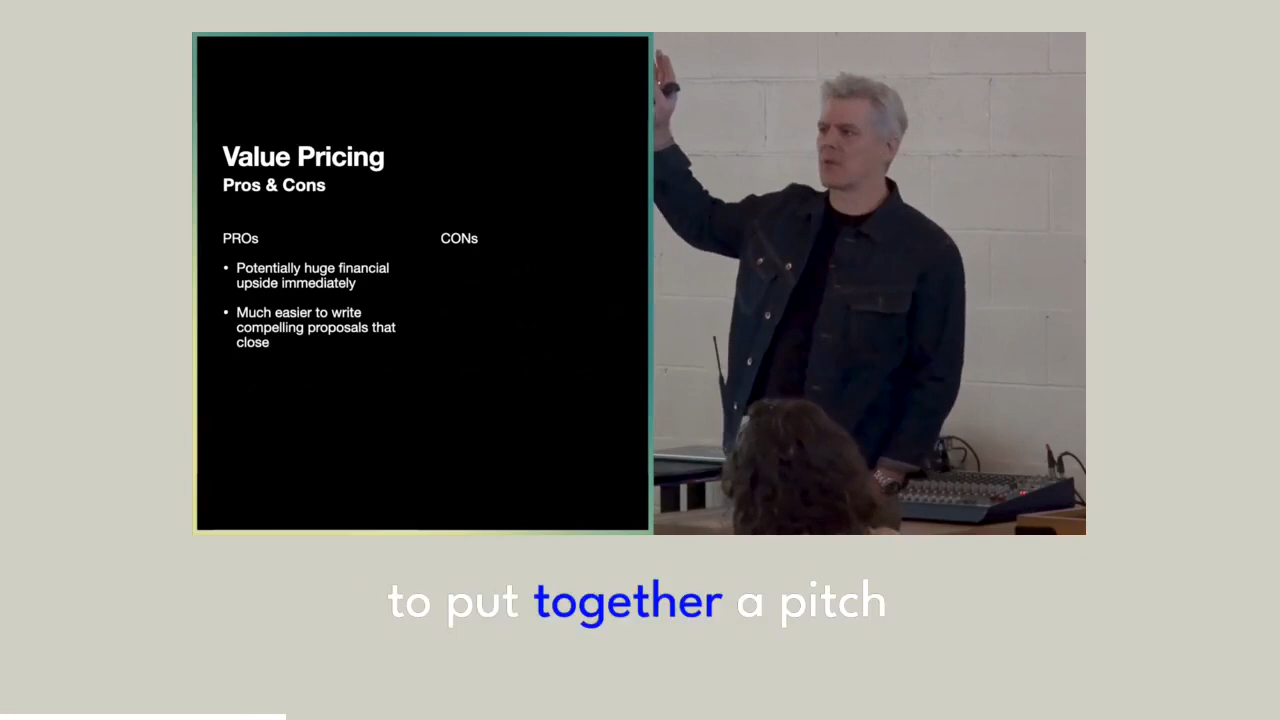 Value Pricing
Pros & Cons
PROs
• Potentially huge financial
upside immediately
• Much easier to write
compelling proposals that
close
CONs
to put together a pitch